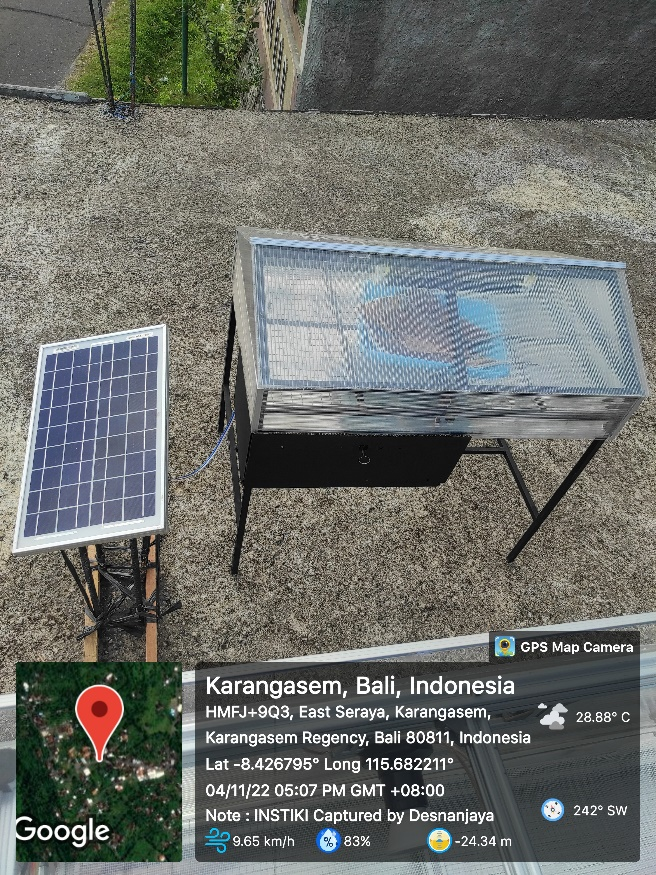 GPS Map Camera
Karangasem, Bali, Indonesia
HMFJ+9Q3, East Seraya, Karangasem,
Karangasem Regency, Bali 80811, Indonesia
28.88° C
Lat -8.426795° Long 115.682211°
04/11/22 05:07 PM GMT +08:00
Note : INSTIKI Captured by Desnanjaya
242° SW
9.65 km/h 83% -24.34 m
Google